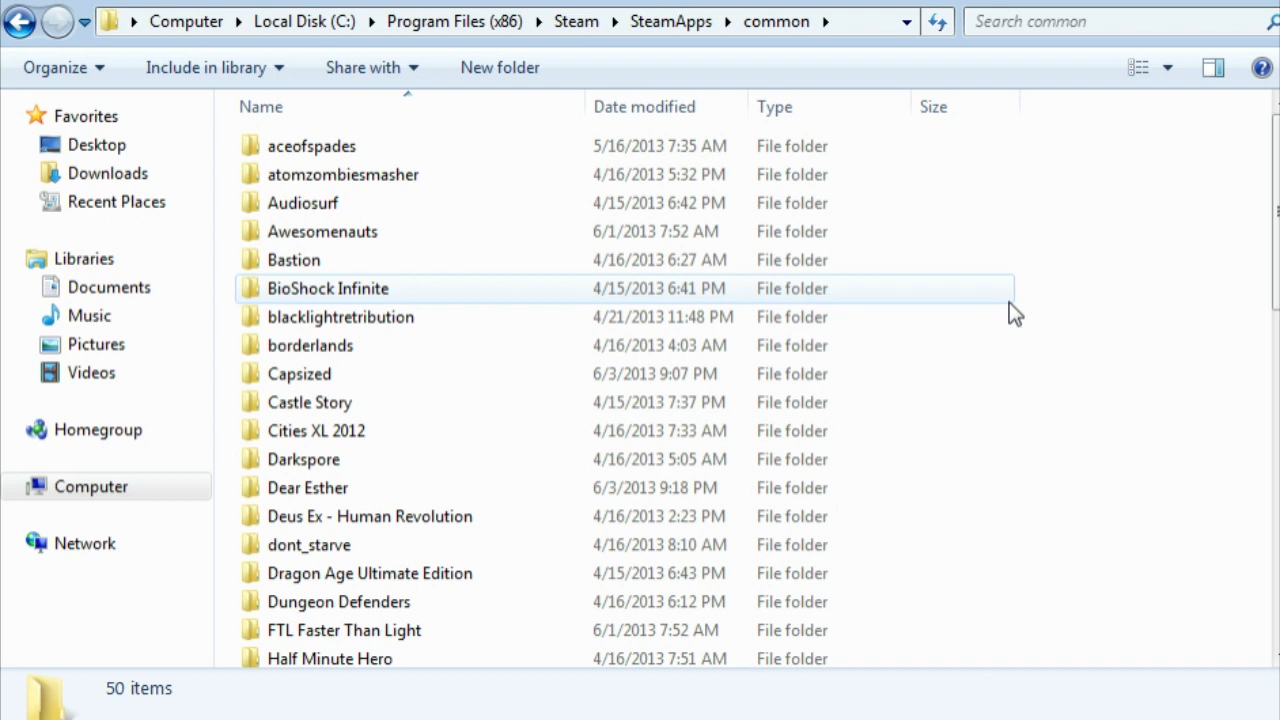 Computer Local Disk (C:) Program Files (x86) Steam SteamApps common Search common
Organize Include in library Share with New folder
Name Date modified Type Size
Favorites
Desktop
Downloads
Recent Places
Libraries
Documents
Music
Pictures
Videos
Homegroup
Computer
Network
aceofspades 5/16/2013 7:35 AM File folder
atomzombiesmasher 4/16/2013 5:32 PM File folder
Audiosurf 4/15/2013 6:42 PM File folder
Awesomenauts 6/1/2013 7:52 AM File folder
Bastion 4/16/2013 6:27 AM File folder
BioShock Infinite 4/15/2013 6:41 PM File folder
blacklightretribution 4/21/2013 11:48 PM File folder
borderlands 4/16/2013 4:03 AM File folder
Capsized 6/3/2013 9:07 PM File folder
Castle Story 4/15/2013 7:37 PM File folder
Cities XL 2012 4/16/2013 7:33 AM File folder
Darkspore 4/16/2013 5:05 AM File folder
Dear Esther 6/3/2013 9:18 PM File folder
Deus Ex - Human Revolution 4/16/2013 2:23 PM File folder
dont_starve 4/16/2013 8:10 AM File folder
Dragon Age Ultimate Edition 4/15/2013 6:43 PM File folder
Dungeon Defenders 4/16/2013 6:12 PM File folder
FTL Faster Than Light 6/1/2013 7:52 AM File folder
Half Minute Hero 4/16/2013 7:51 AM File folder
50 items